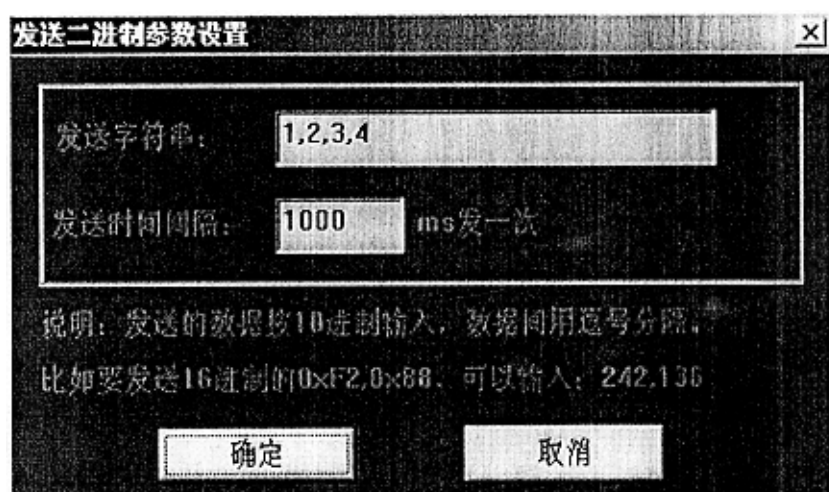 发送二进制参数设置
发送字符串: 1,2,3,4
发送时间间隔: 1000 ms发一次
说明: 发送的数据按10进制输入, 数据间用逗号分隔,
比如要发送16进制的0xF2,0x88, 可以输入: 242,136
确定 取消